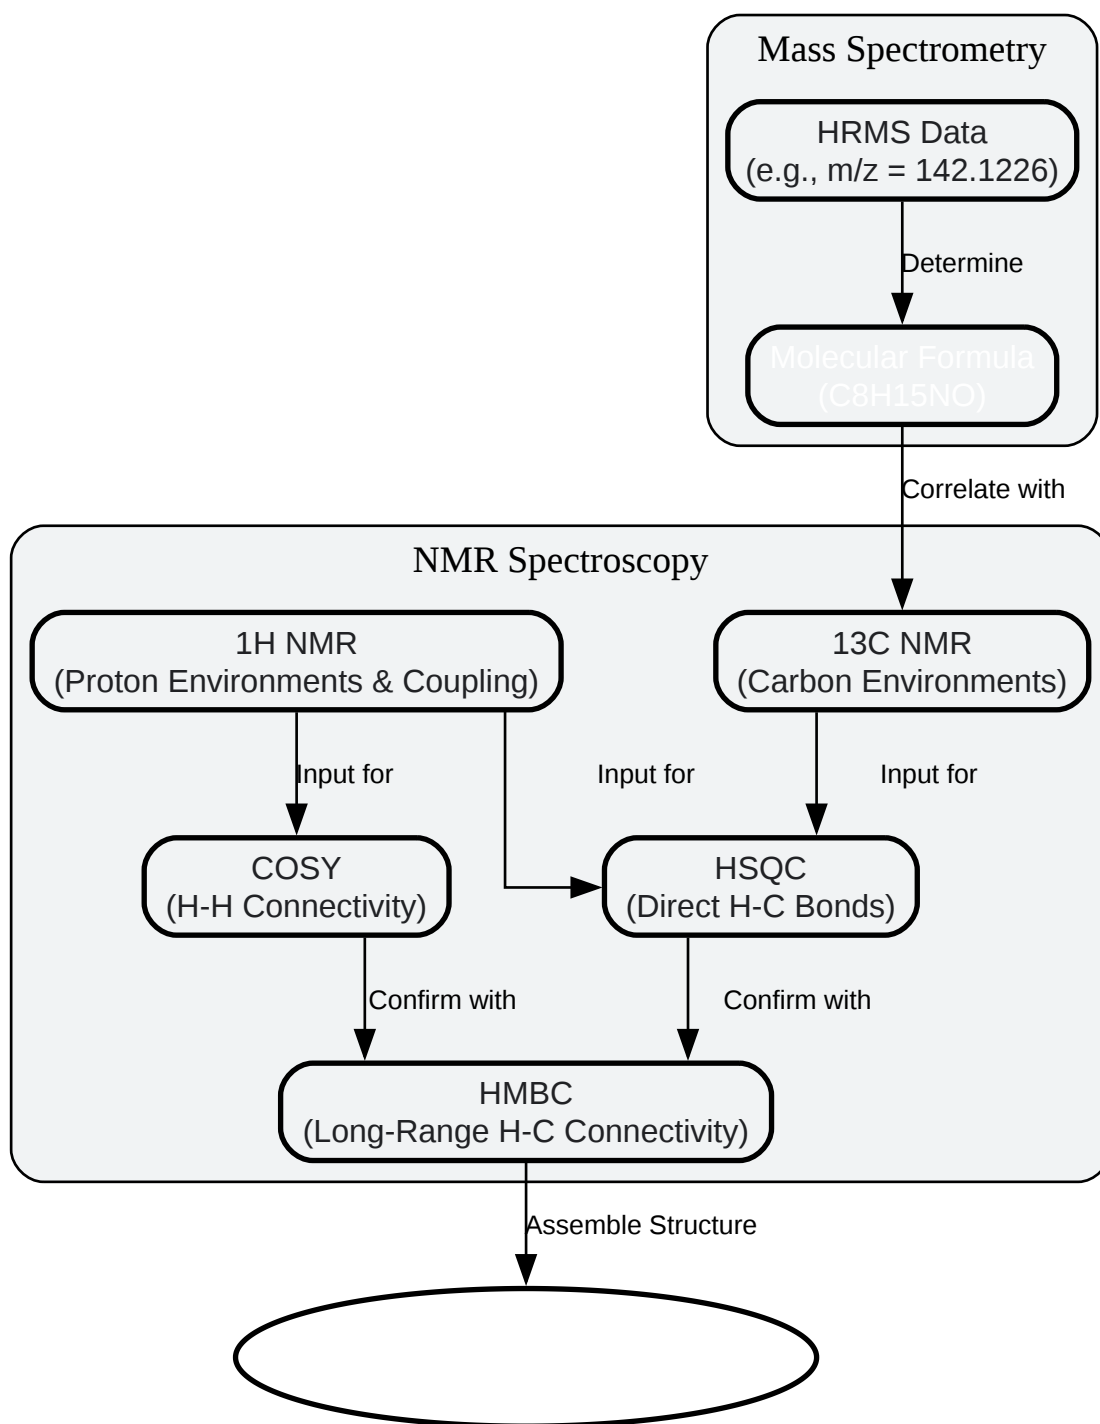 Mass Spectrometry
HRMS Data
(e.g., m/z = 142.1226)
Determine
Molecular Formula
(C8H15NO)
Correlate with
NMR Spectroscopy
1H NMR
(Proton Environments & Coupling)
13C NMR
(Carbon Environments)
Input for
Input for
Input for
COSY
(H-H Connectivity)
HSQC
(Direct H-C Bonds)
Confirm with
Confirm with
HMBC
(Long-Range H-C Connectivity)
Assemble Structure